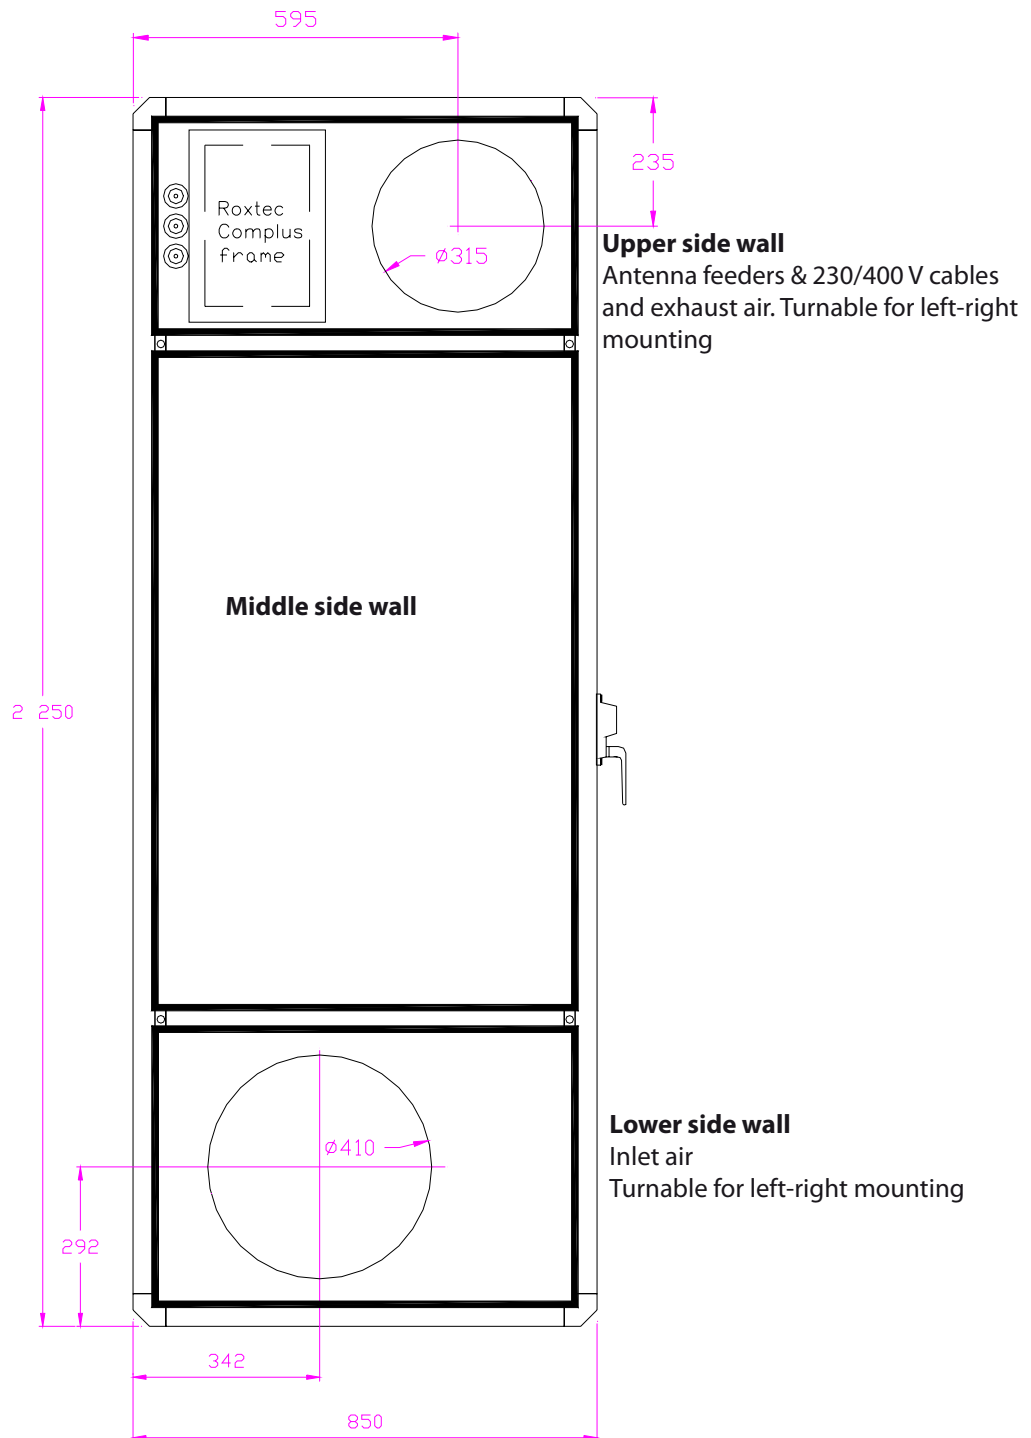 595
235
Roxtec
Complus
frame
ø315
Upper side wall
Antenna feeders & 230/400 V cables
and exhaust air. Turnable for left-right
mounting
Middle side wall
2 250
Lower side wall
Inlet air
Turnable for left-right mounting
ø410
292
342
850